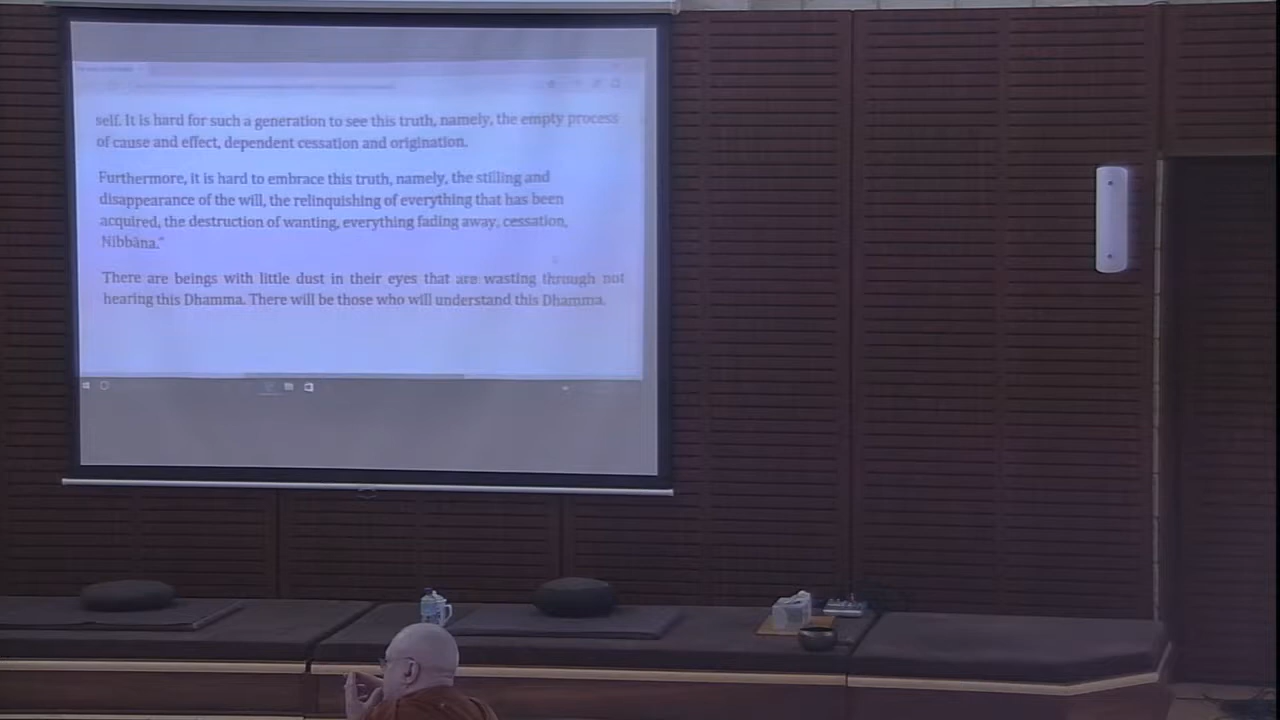 self. It is hard for such a generation to see this truth, namely, the empty process
of cause and effect, dependent cessation and origination.
Furthermore, it is hard to embrace this truth, namely, the stilling and
disappearance of the will, the relinquishing of everything that has been
acquired, the destruction of wanting, everything fading away, cessation,
Nibbāna."
There are beings with little dust in their eyes that are wasting through not
hearing this Dhamma. There will be those who will understand this Dhamma.